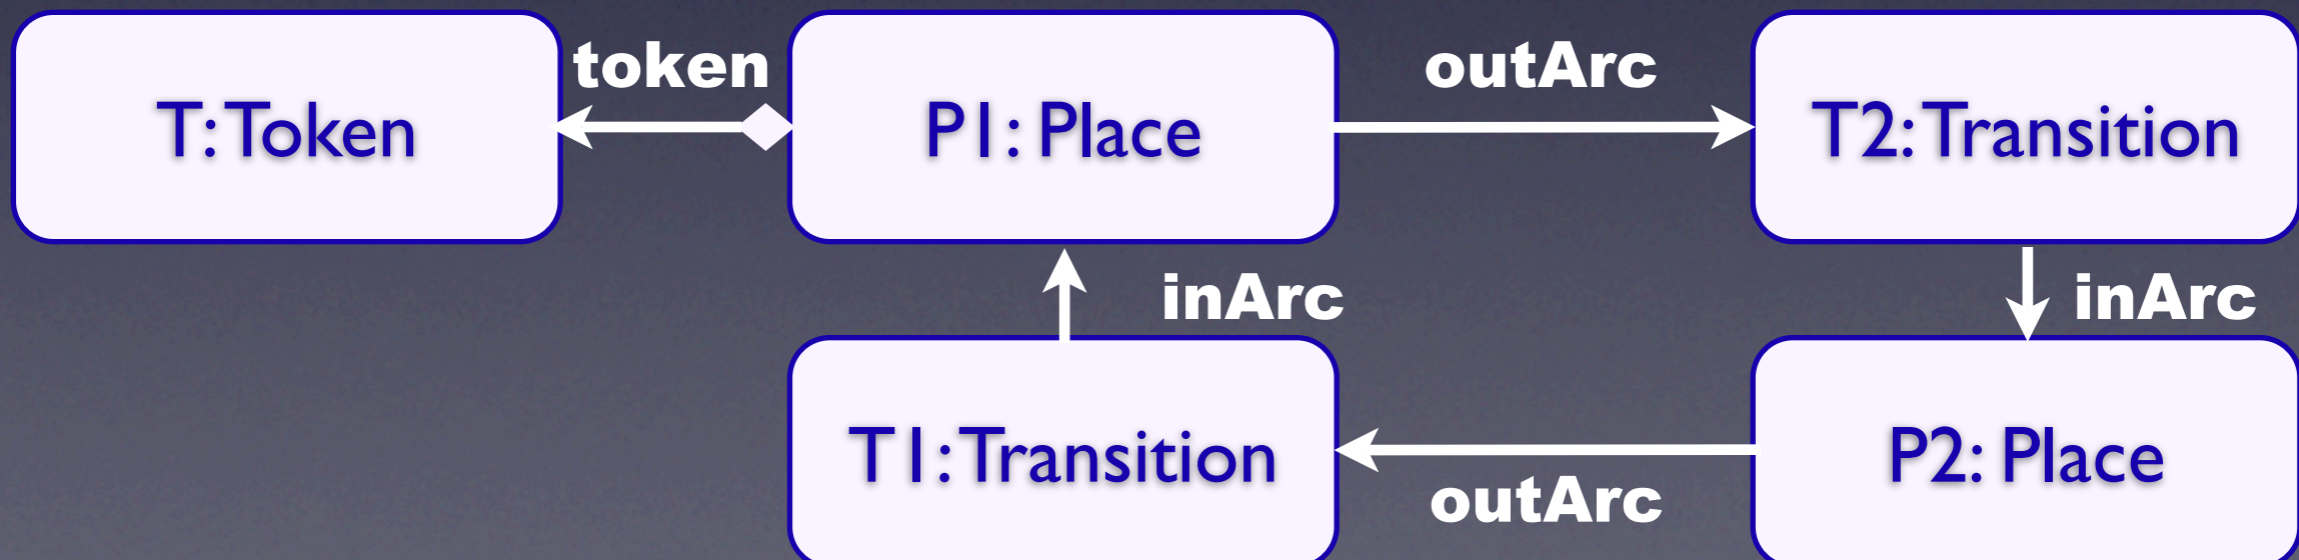 token
outArc
T: Token
P1: Place
T2: Transition
inArc
inArc
T1: Transition
P2: Place
outArc